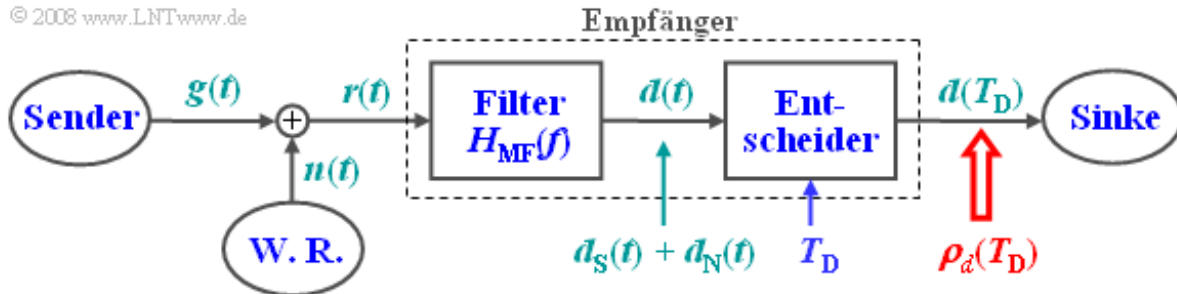 © 2008 www.LNTwww.de
Empfänger
Sender
g(t)
r(t)
Filter
H_MF(f)
d(t)
Ent-
scheider
d(T_D)
Sinke
+
n(t)
W. R.
d_S(t) + d_N(t)
T_D
ρ_d(T_D)